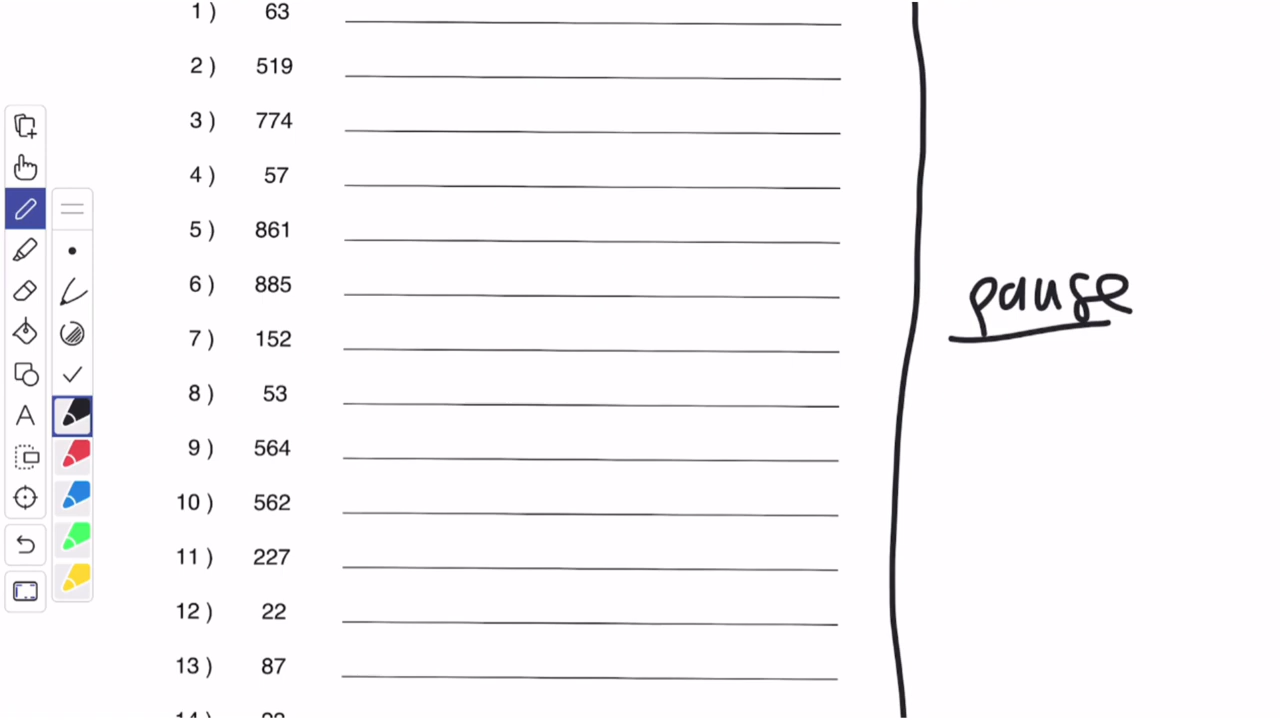 1 ) 63
2 ) 519
3 ) 774
4 ) 57
5 ) 861
6 ) 885
7 ) 152
8 ) 53
9 ) 564
10 ) 562
11 ) 227
12 ) 22
13 ) 87
pause
A